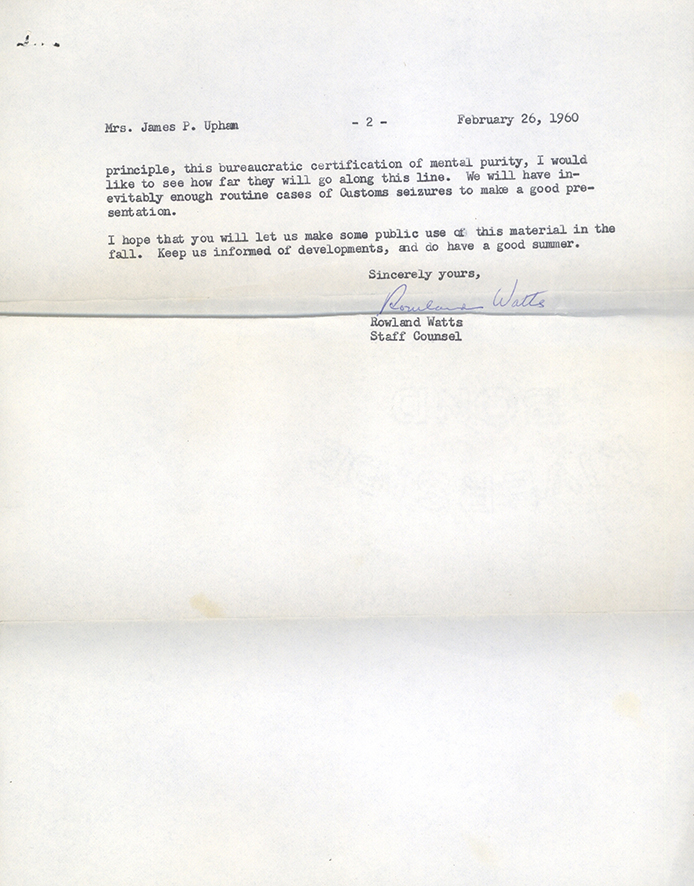 Mrs. James P. Upham - 2 - February 26, 1960
principle, this bureaucratic certification of mental purity, I would
like to see how far they will go along this line. We will have in-
evitably enough routine cases of Customs seizures to make a good pre-
sentation.
I hope that you will let us make some public use of this material in the
fall. Keep us informed of developments, and do have a good summer.
Sincerely yours,
Rowland Watts
Rowland Watts
Staff Counsel